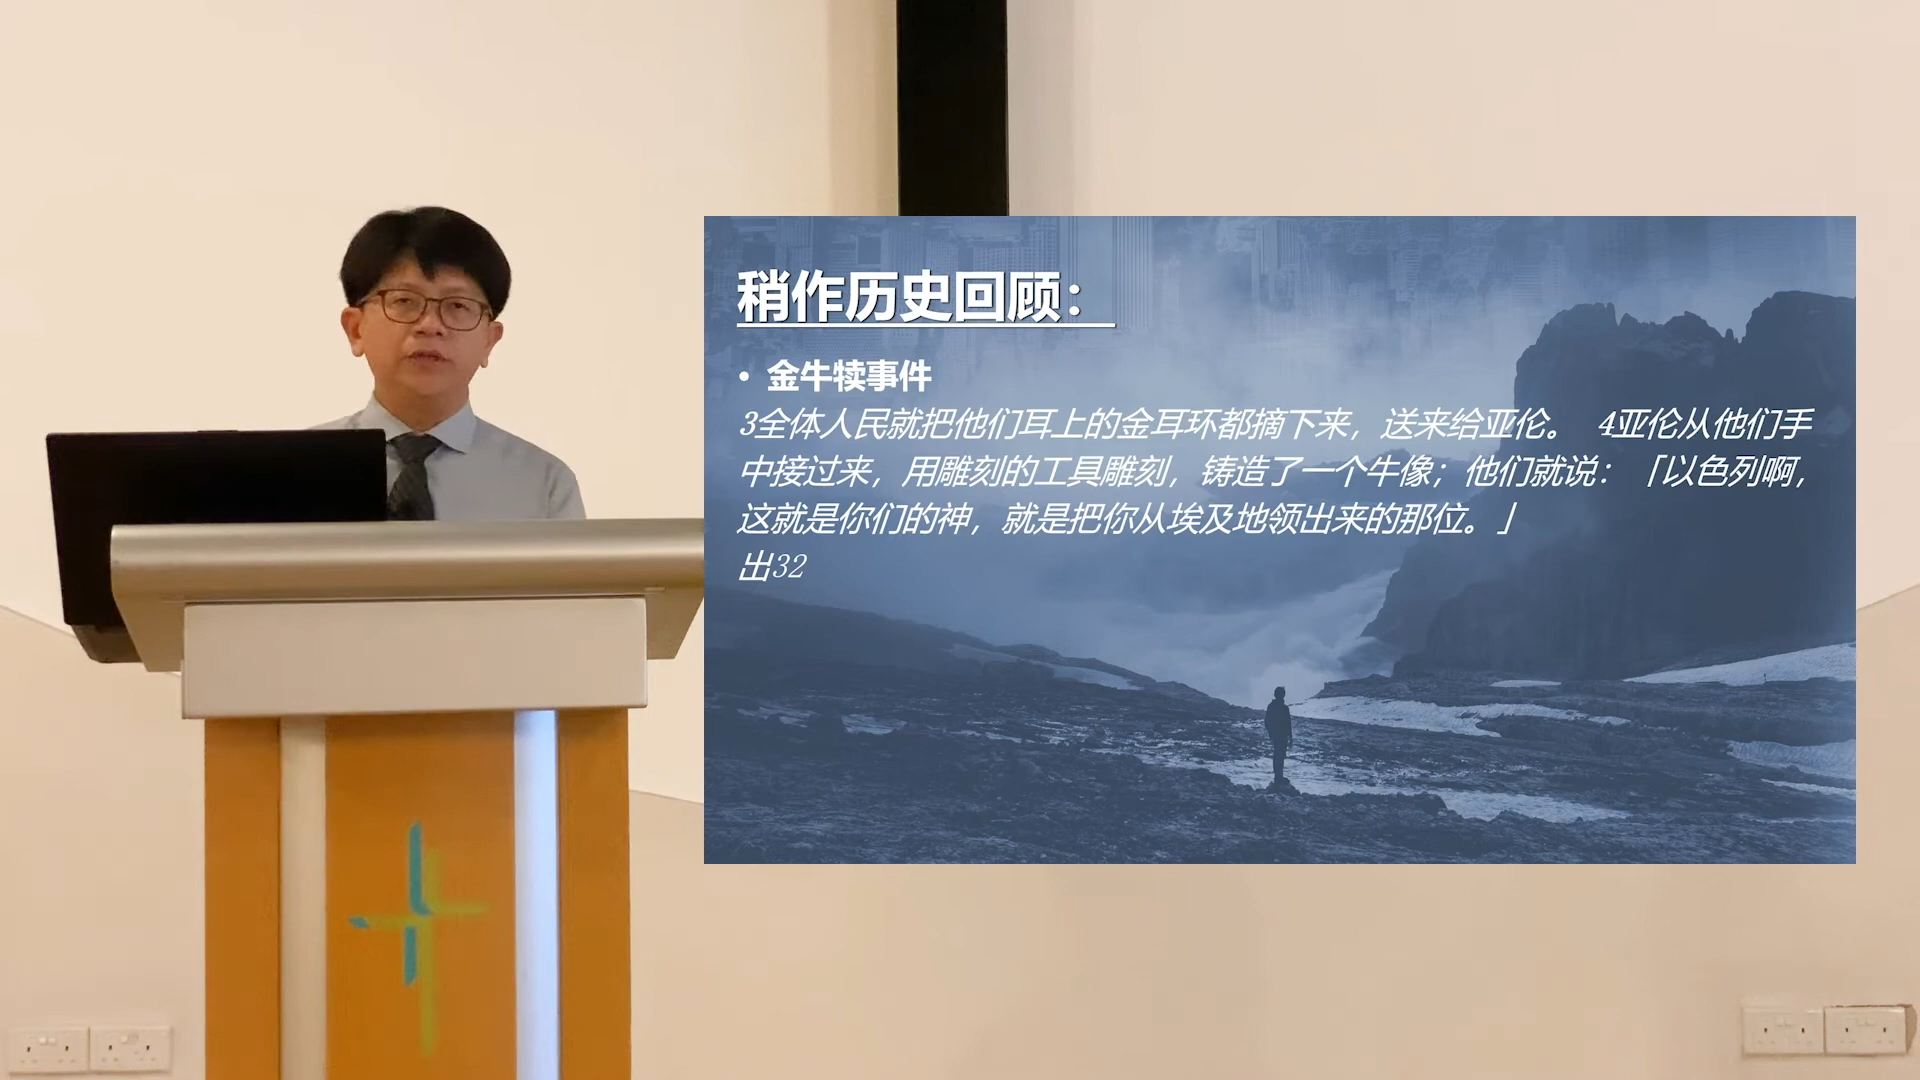 稍作历史回顾：
• 金牛犊事件
3全体人民就把他们耳上的金耳环都摘下来，送来给亚伦。 4亚伦从他们手
中接过来，用雕刻的工具雕刻，铸造了一个牛像；他们就说：「以色列啊，
这就是你们的神，就是把你从埃及地领出来的那位。」
出32